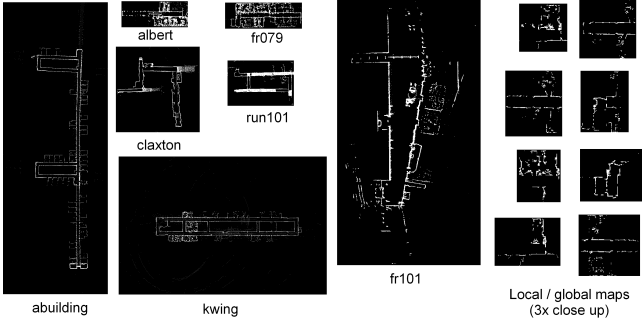 albert
fr079
claxton
run101
abuilding
kwing
fr101
Local / global maps
(3x close up)